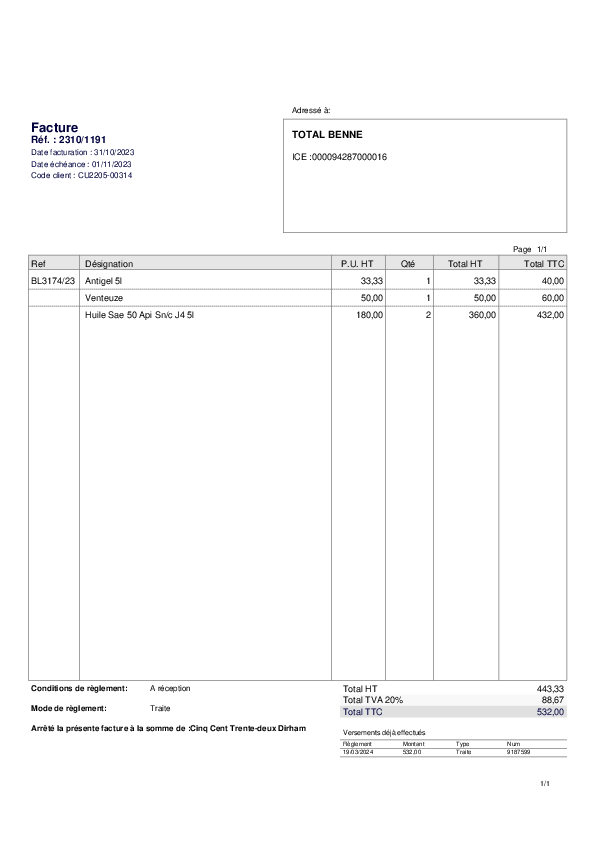 Adressé à:
Facture
Réf. : 2310/1191
Date facturation : 31/10/2023
Date échéance : 01/11/2023
Code client : CU2205-00314
TOTAL BENNE
ICE :000094287000016
Page 1/1
Ref Désignation P.U. HT Qté Total HT Total TTC
BL3174/23 Antigel 5l 33,33 1 33,33 40,00
Venteuze 50,00 1 50,00 60,00
Huile Sae 50 Api Sn/c J4 5l 180,00 2 360,00 432,00
Conditions de règlement: A réception
Mode de règlement: Traite
Arrêté la présente facture à la somme de :Cinq Cent Trente-deux Dirham
Total HT 443,33
Total TVA 20% 88,67
Total TTC 532,00
Versements déjà effectués
Règlement Montant Type Num
19/03/2024 532,00 Traite 9187599
1/1